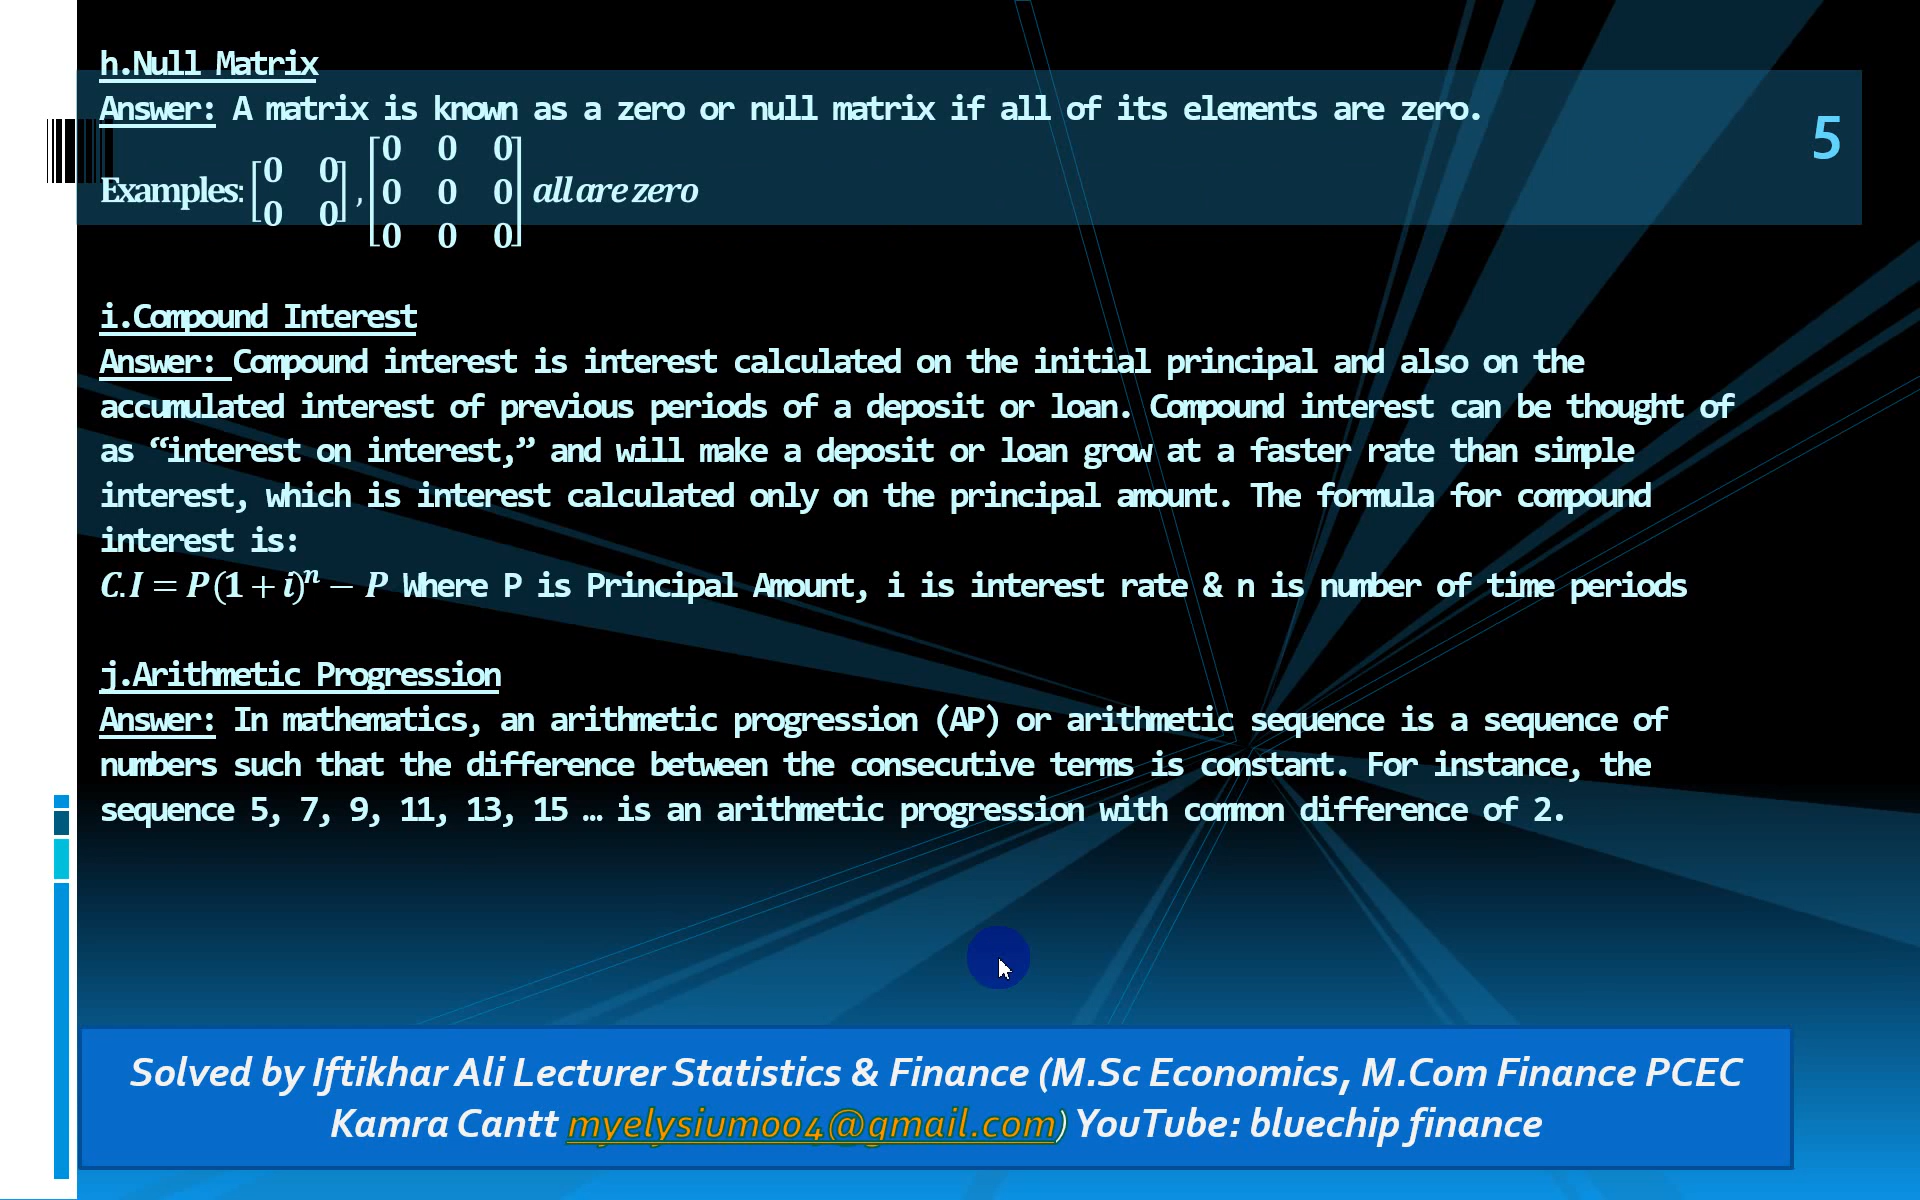 h.Null Matrix
Answer: A matrix is known as a zero or null matrix if all of its elements are zero.
5
Examples: [0 0; 0 0] , [0 0 0; 0 0 0; 0 0 0] all are zero
i.Compound Interest
Answer: Compound interest is interest calculated on the initial principal and also on the
accumulated interest of previous periods of a deposit or loan. Compound interest can be thought of
as “interest on interest,” and will make a deposit or loan grow at a faster rate than simple
interest, which is interest calculated only on the principal amount. The formula for compound
interest is:
C.I = P(1 + i)ⁿ − P Where P is Principal Amount, i is interest rate & n is number of time periods
j.Arithmetic Progression
Answer: In mathematics, an arithmetic progression (AP) or arithmetic sequence is a sequence of
numbers such that the difference between the consecutive terms is constant. For instance, the
sequence 5, 7, 9, 11, 13, 15 … is an arithmetic progression with common difference of 2.
Solved by Iftikhar Ali Lecturer Statistics & Finance (M.Sc Economics, M.Com Finance PCEC
Kamra Cantt myelysium004@gmail.com) YouTube: bluechip finance